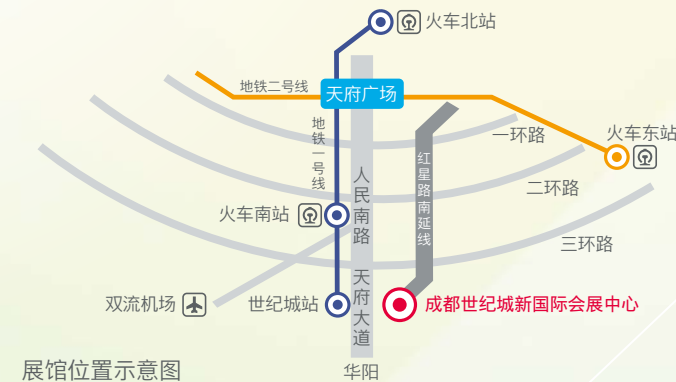 火车北站
地铁二号线
天府广场
地铁一号线
一环路
火车东站
红星路南延线
人民南路
二环路
火车南站
三环路
天府大道
双流机场
世纪城站
成都世纪城新国际会展中心
展馆位置示意图
华阳